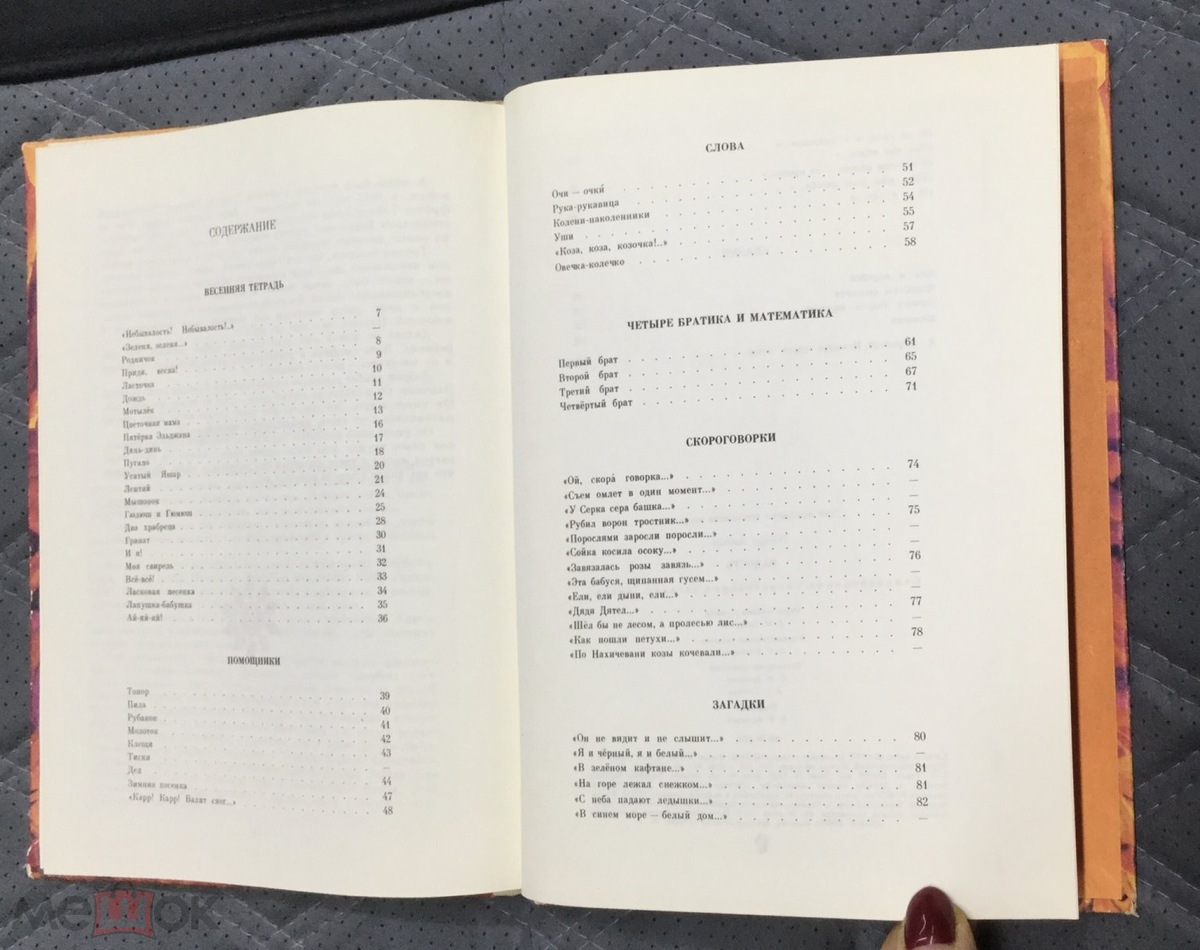 СОДЕРЖАНИЕ
ВЕСЕННЯЯ ТЕТРАДЬ
«Небывалость! Небывалость!..» 7
«Зелени, зелени...» —
Родничок 8
Приди, весна! 9
Ласточка 10
Дождь 11
Мотылёк 12
Цветочная мама 13
Пятёрка Эльджана 16
Динь-динь 17
Пугало 18
Усатый Яшар 20
Лентяй 21
Мышонок 24
Гюдюш и Гюмюш 25
Два храбреца 28
Гранат 30
И я! 31
Моя свирель 32
Всё-всё! 33
Ласковая песенка 34
Лапушка-бабушка 35
Ай-яй-яй! 36
ПОМОЩНИКИ
Топор 39
Пила 40
Рубанок 41
Молоток 42
Клещи 43
Тиски —
Дед 44
Зимняя песенка 47
«Карр! Карр! Валит снег...» 48
СЛОВА
Очи — очки́ 51
Рука-рукавица 52
Колени-наколенники 54
Уши 55
«Коза, коза, козочка!..» 57
Овечка-колечко 58
ЧЕТЫРЕ БРАТИКА И МАТЕМАТИКА
Первый брат 61
Второй брат 65
Третий брат 67
Четвёртый брат 71
СКОРОГОВОРКИ
«Ой, скора́ говорка...» 74
«Съем омлет в один момент...» —
«У Серка сера башка...» —
«Рубил ворон тростник...» 75
«Порослями заросли поросли...» —
«Сойка косила осоку...» —
«Завязалась розы завязь...» 76
«Эта бабуся, щипанная гусем...» —
«Ели, ели дыни, ели...» —
«Дядя Дятел...» 77
«Шёл бы не лесом, а пролесью лис...» —
«Как пошли петухи...» 78
«По Нахичевани козы кочевали...» —
ЗАГАДКИ
«Он не видит и не слышит...» 80
«Я и чёрный, я и белый...» —
«В зелёном кафтане...» 81
«На горе лежал снежком...» 81
«С неба падают ледышки...» 82
«В синем море — белый дом...» —
мешок